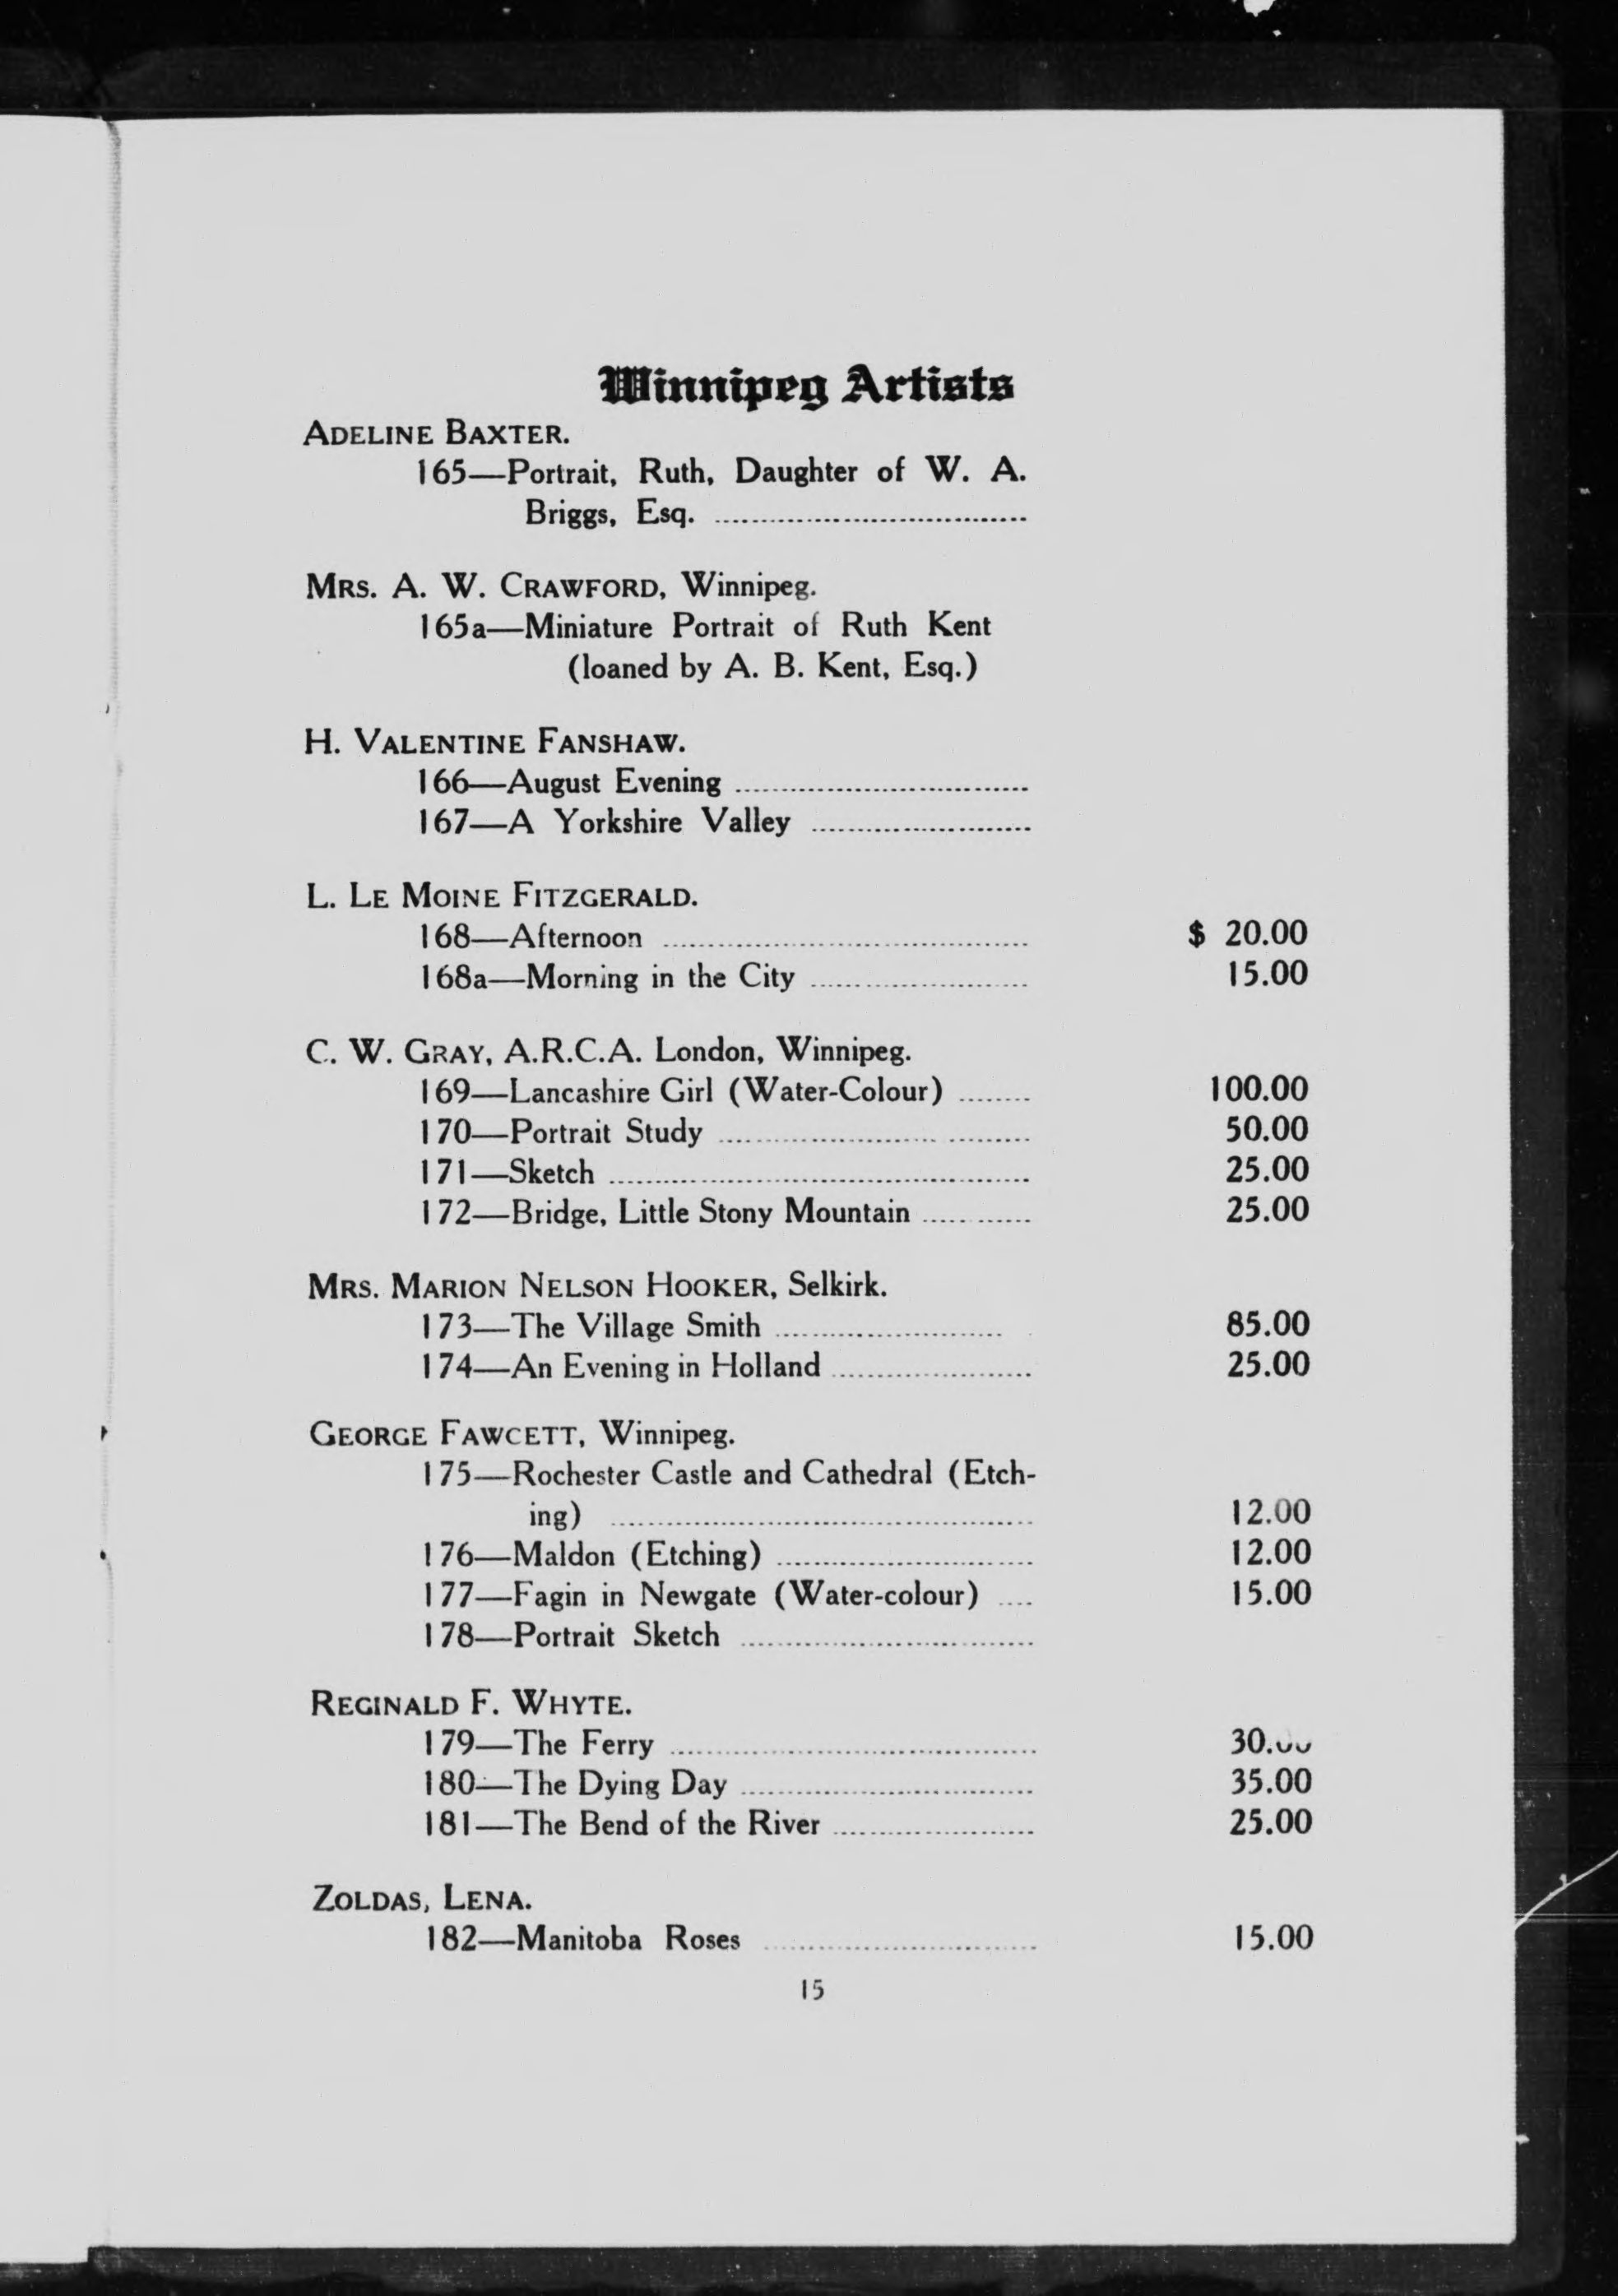 Winnipeg Artists
ADELINE BAXTER.
165—Portrait, Ruth, Daughter of W. A.
Briggs, Esq. ..................................
MRS. A. W. CRAWFORD, Winnipeg.
165a—Miniature Portrait of Ruth Kent
(loaned by A. B. Kent, Esq.)
H. VALENTINE FANSHAW.
166—August Evening ................................
167—A Yorkshire Valley ........................
L. LE MOINE FITZGERALD.
168—Afternoon ........................................ $ 20.00
168a—Morning in the City ........................ 15.00
C. W. GRAY, A.R.C.A. London, Winnipeg.
169—Lancashire Girl (Water-Colour) ........ 100.00
170—Portrait Study .................................. 50.00
171—Sketch .............................................. 25.00
172—Bridge, Little Stony Mountain ............ 25.00
MRS. MARION NELSON HOOKER, Selkirk.
173—The Village Smith ......................... 85.00
174—An Evening in Holland ...................... 25.00
GEORGE FAWCETT, Winnipeg.
175—Rochester Castle and Cathedral (Etch-
ing) .............................................. 12.00
176—Maldon (Etching) ............................ 12.00
177—Fagin in Newgate (Water-colour) .... 15.00
178—Portrait Sketch ................................
REGINALD F. WHYTE.
179—The Ferry ........................................ 30.00
180—The Dying Day ................................ 35.00
181—The Bend of the River ...................... 25.00
ZOLDAS, LENA.
182—Manitoba Roses .............................. 15.00
15